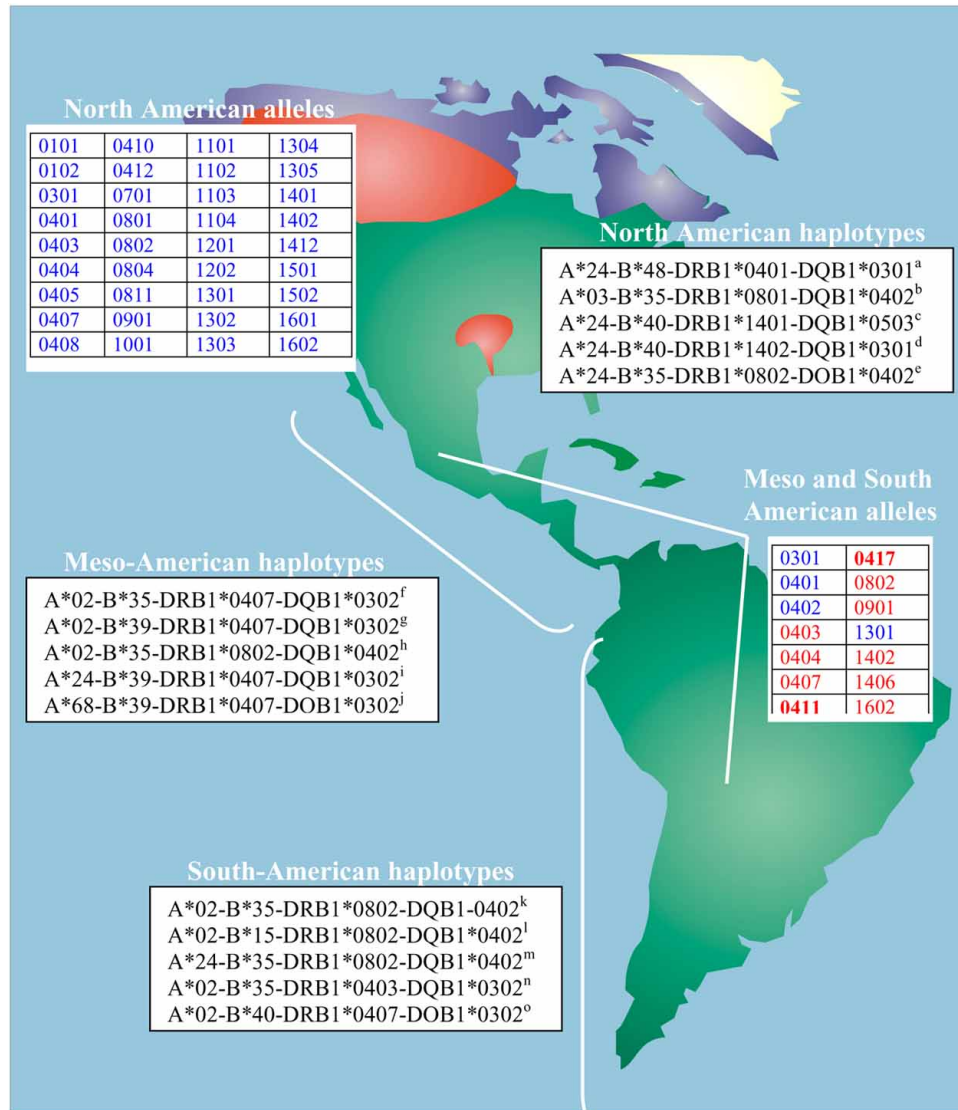 North American alleles
0101 0410 1101 1304
0102 0412 1102 1305
0301 0701 1103 1401
0401 0801 1104 1402
0403 0802 1201 1412
0404 0804 1202 1501
0405 0811 1301 1502
0407 0901 1302 1601
0408 1001 1303 1602
North American haplotypes
A*24-B*48-DRB1*0401-DQB1*0301a
A*03-B*35-DRB1*0801-DQB1*0402b
A*24-B*40-DRB1*1401-DQB1*0503c
A*24-B*40-DRB1*1402-DQB1*0301d
A*24-B*35-DRB1*0802-DOB1*0402e
Meso and South
American alleles
0301 0417
0401 0802
0402 0901
0403 1301
0404 1402
0407 1406
0411 1602
Meso-American haplotypes
A*02-B*35-DRB1*0407-DQB1*0302f
A*02-B*39-DRB1*0407-DQB1*0302g
A*02-B*35-DRB1*0802-DQB1*0402h
A*24-B*39-DRB1*0407-DQB1*0302i
A*68-B*39-DRB1*0407-DOB1*0302j
South-American haplotypes
A*02-B*35-DRB1*0802-DQB1-0402k
A*02-B*15-DRB1*0802-DQB1*0402l
A*24-B*35-DRB1*0802-DQB1*0402m
A*02-B*35-DRB1*0403-DQB1*0302n
A*02-B*40-DRB1*0407-DOB1*0302o